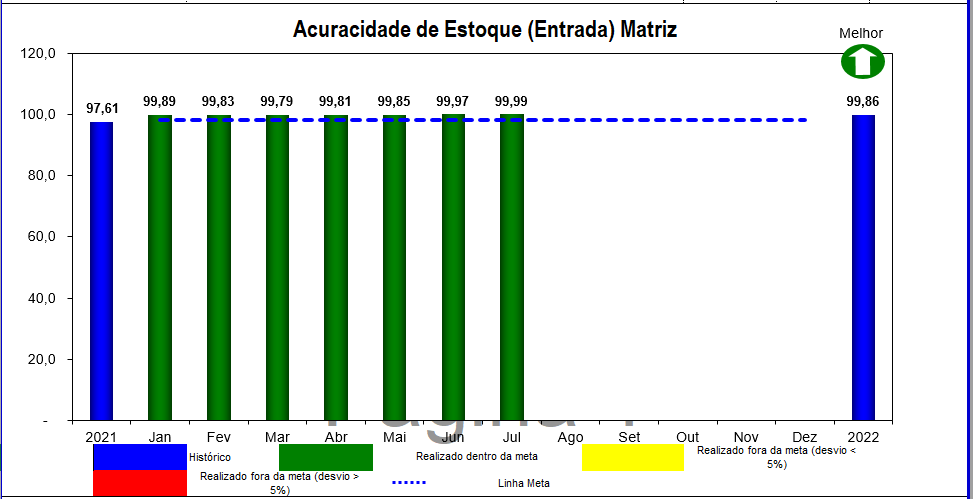 Acuracidade de Estoque (Entrada) Matriz
Melhor
120,0
100,0
80,0
60,0
40,0
20,0
-
97,61 99,89 99,83 99,79 99,81 99,85 99,97 99,99 99,86
2021 Jan Fev Mar Abr Mai Jun Jul Ago Set Out Nov Dez 2022
Histórico
Realizado dentro da meta
Realizado fora da meta (desvio <
5%)
Realizado fora da meta (desvio >
5%)
Linha Meta